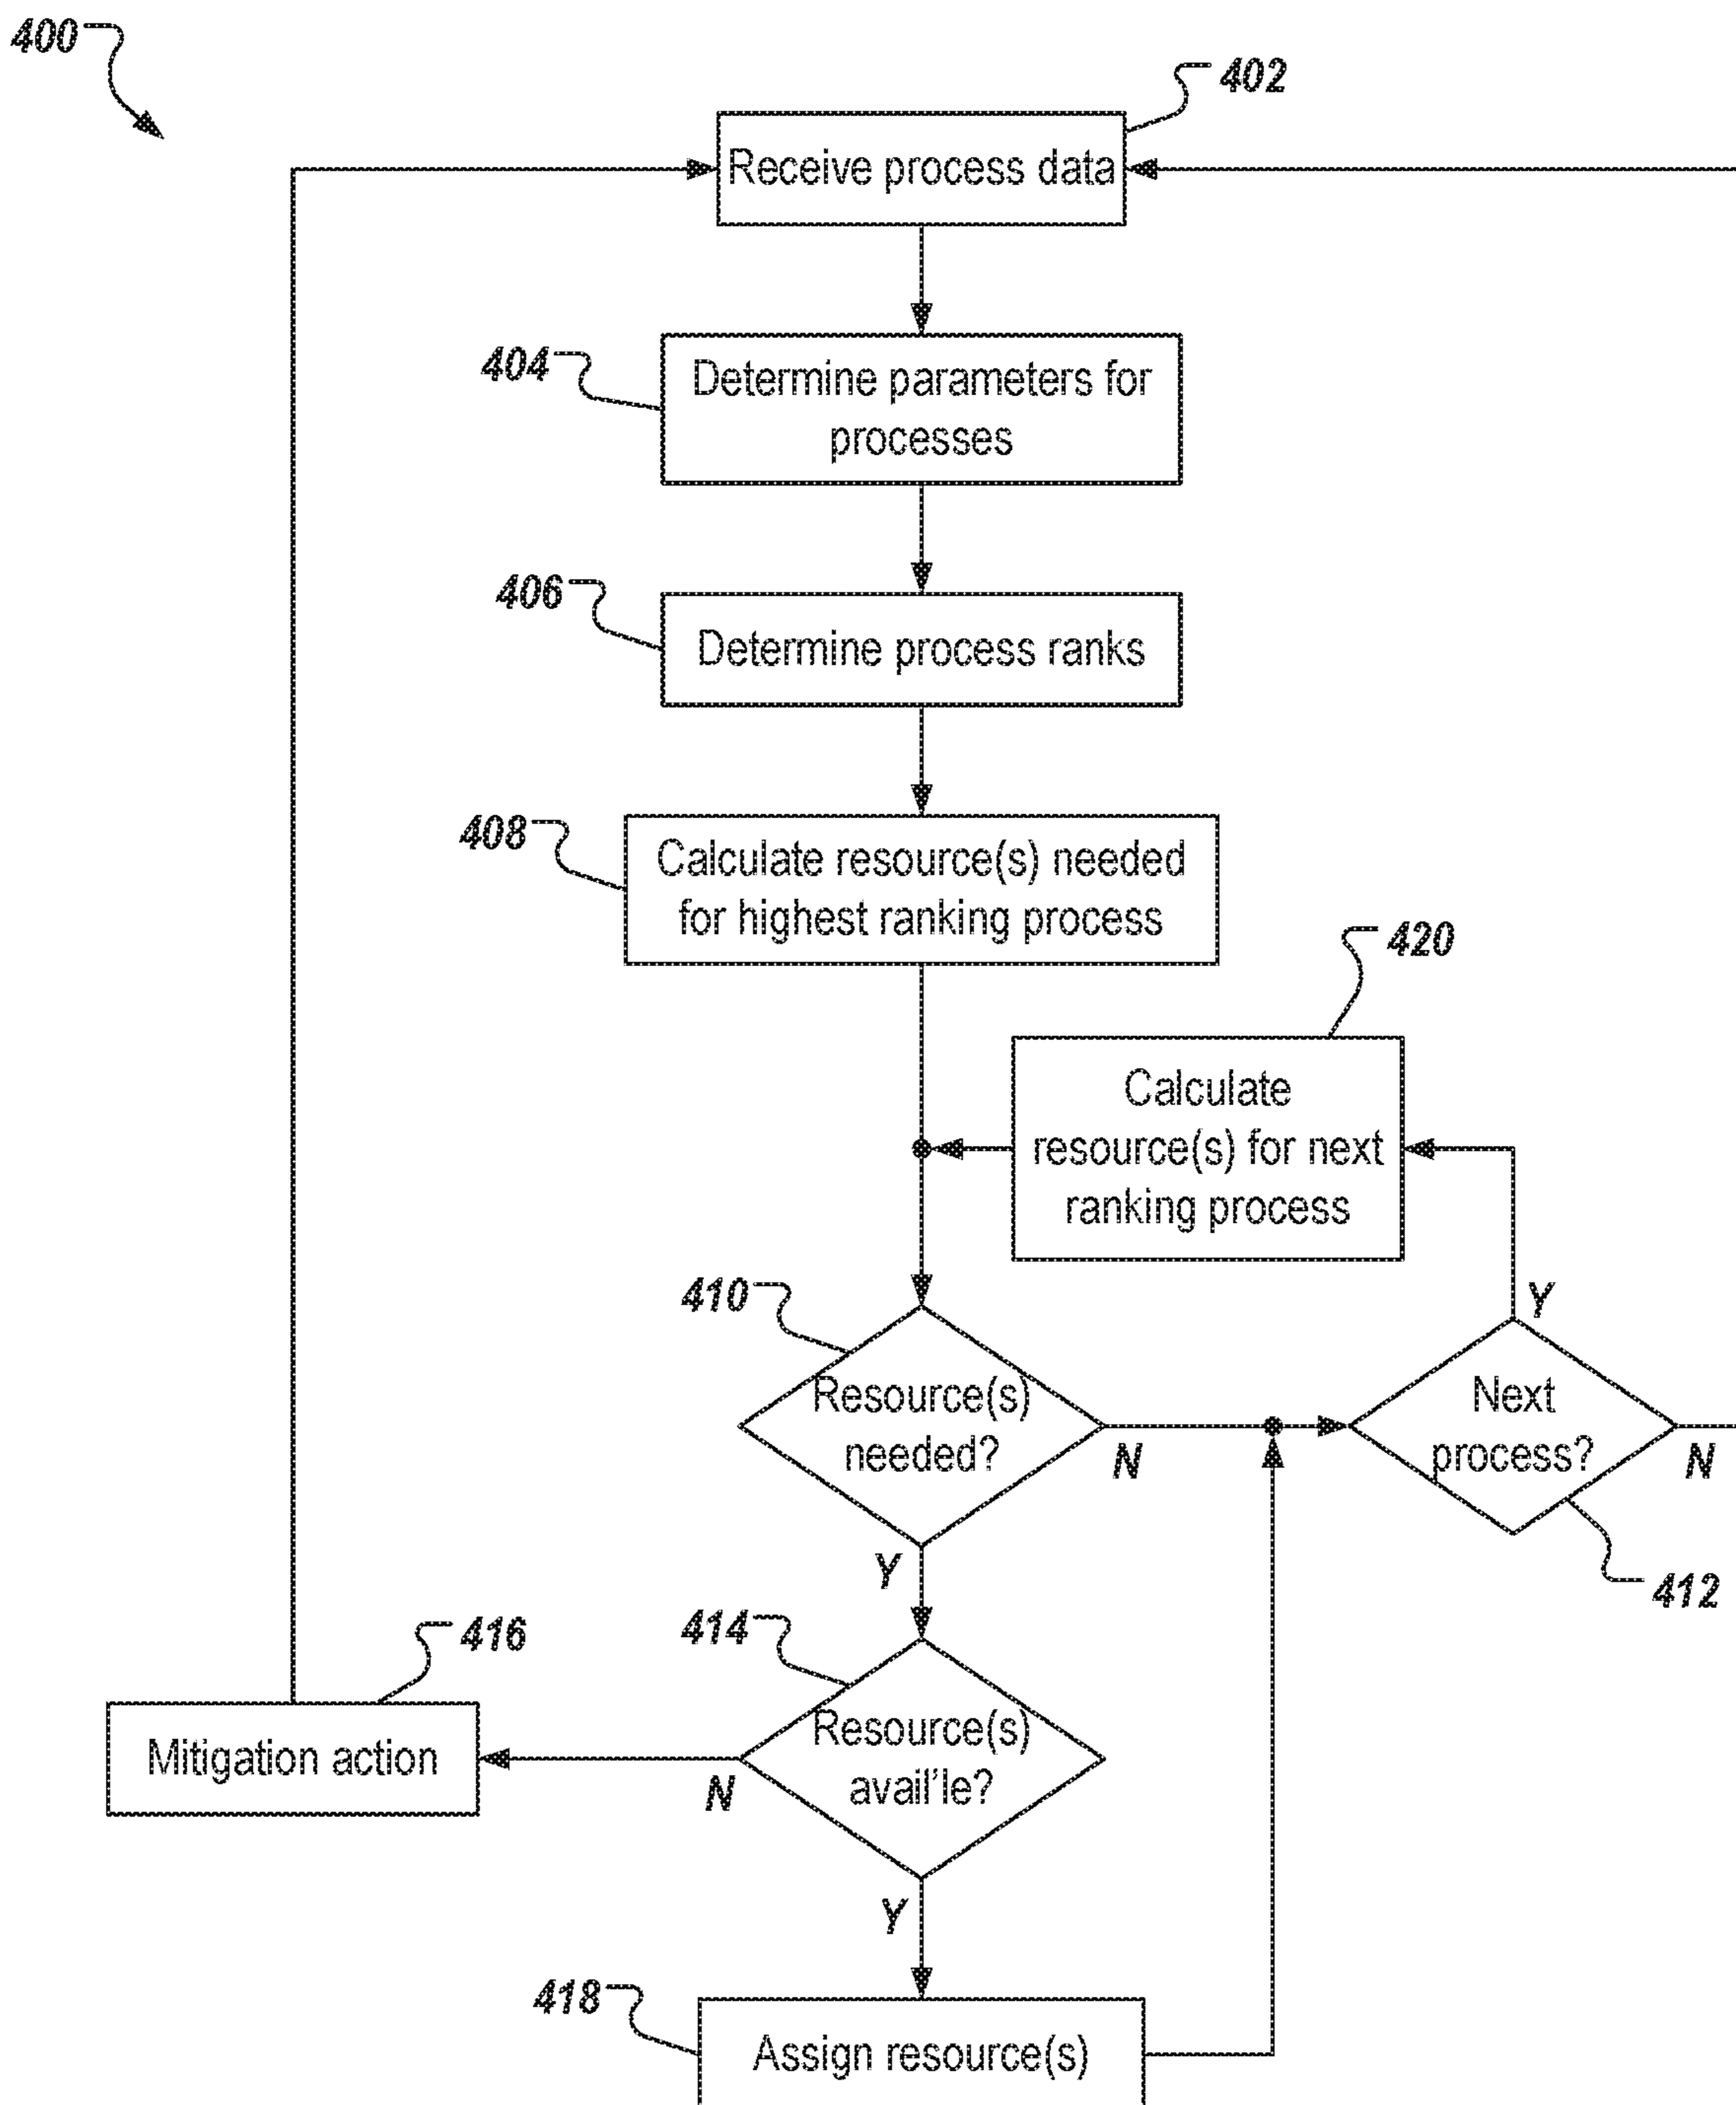 400
402
Receive process data
404
Determine parameters for
processes
406
Determine process ranks
408
Calculate resource(s) needed
for highest ranking process
420
Calculate
resource(s) for next
ranking process
410
Resource(s)
needed?
N
Y
Y
Next
process?
N
412
414
Resource(s)
avail'le?
N
Y
416
Mitigation action
418
Assign resource(s)